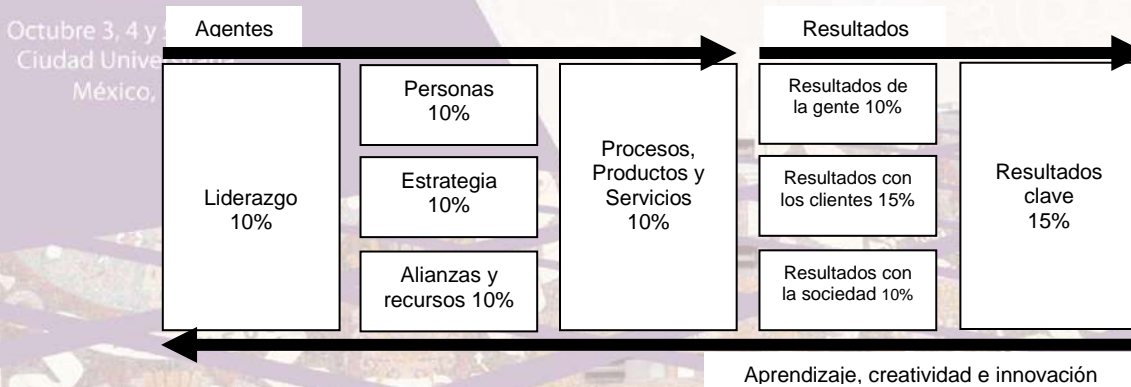 Octubre 3, 4 y
Ciudad Unive
México,
Agentes
Resultados
Liderazgo
10%
Personas
10%
Estrategia
10%
Alianzas y
recursos 10%
Procesos,
Productos y
Servicios
10%
Resultados de
la gente 10%
Resultados con
los clientes 15%
Resultados con
la sociedad 10%
Resultados
clave
15%
Aprendizaje, creatividad e innovación